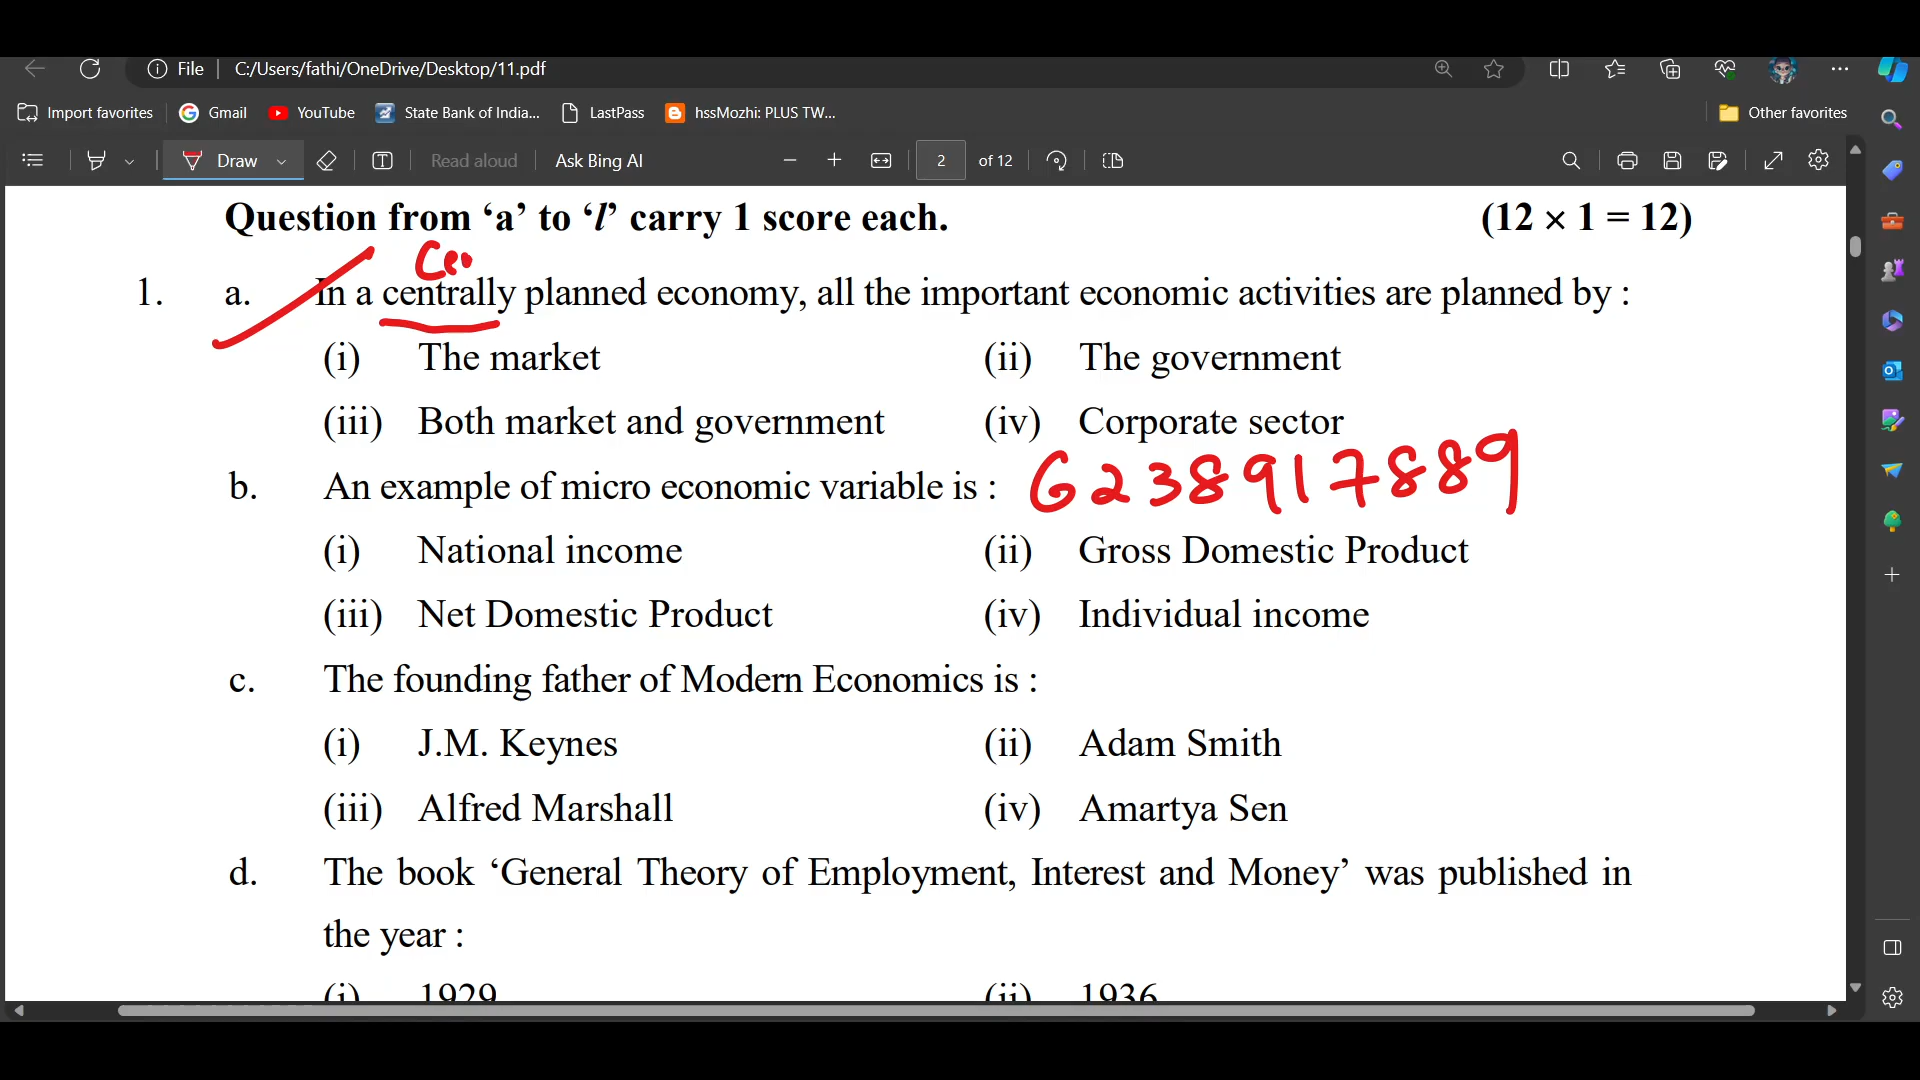 File C:/Users/fathi/OneDrive/Desktop/11.pdf
Import favorites Gmail YouTube State Bank of India... LastPass hssMozhi: PLUS TW... Other favorites
Draw Read aloud Ask Bing AI 2 of 12
Question from ‘a’ to ‘l’ carry 1 score each. (12 × 1 = 12)
Cen
1. a. In a centrally planned economy, all the important economic activities are planned by :
(i) The market (ii) The government
(iii) Both market and government (iv) Corporate sector
b. An example of micro economic variable is : 6238917889
(i) National income (ii) Gross Domestic Product
(iii) Net Domestic Product (iv) Individual income
c. The founding father of Modern Economics is :
(i) J.M. Keynes (ii) Adam Smith
(iii) Alfred Marshall (iv) Amartya Sen
d. The book ‘General Theory of Employment, Interest and Money’ was published in
the year :
(i) 1929 (ii) 1936